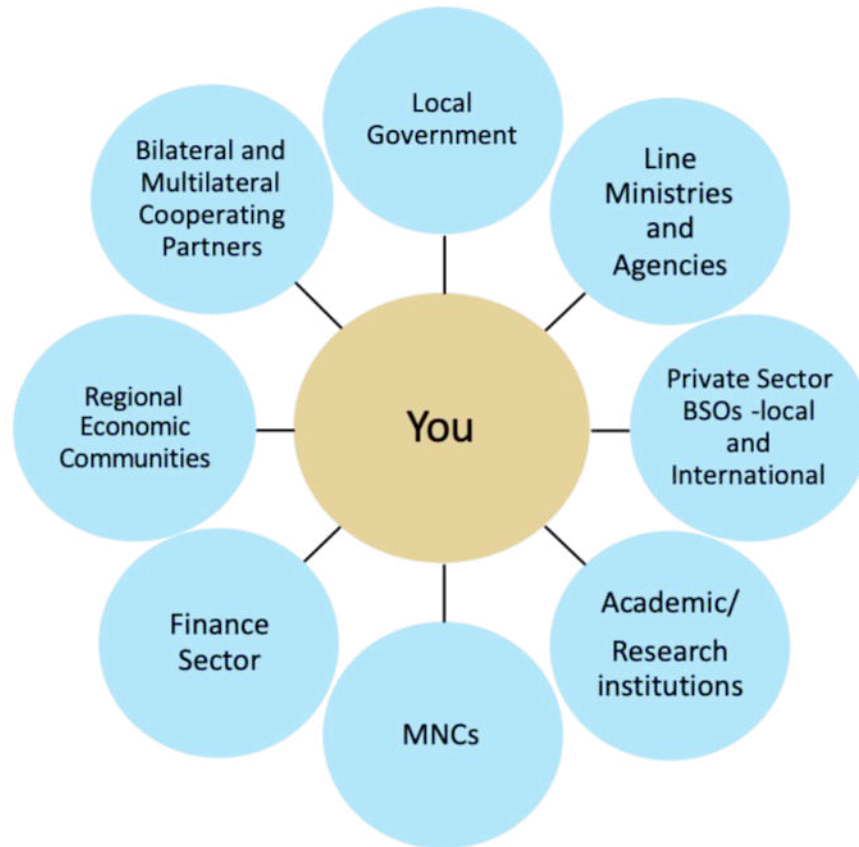 Local
Government
Line
Ministries
and
Agencies
Private Sector
BSOs -local
and
International
Academic/
Research
institutions
MNCs
Finance
Sector
Regional
Economic
Communities
Bilateral and
Multilateral
Cooperating
Partners
You